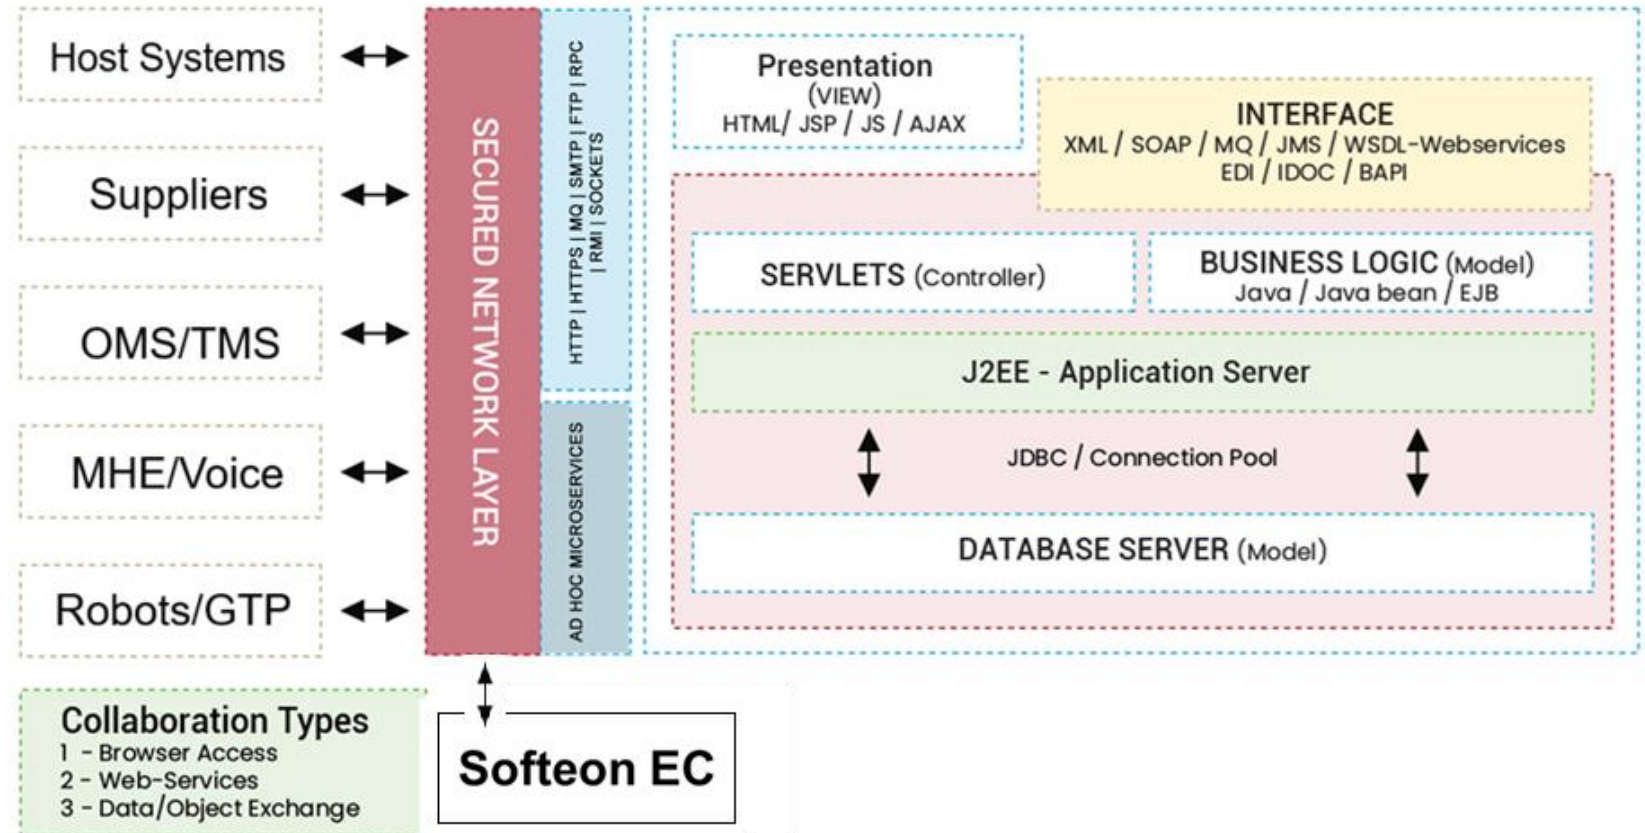 Host Systems
Suppliers
OMS/TMS
MHE/Voice
Robots/GTP
Collaboration Types
1 - Browser Access
2 - Web-Services
3 - Data/Object Exchange
SECURED NETWORK LAYER
HTTP | HTTPS | MQ | SMTP | FTP | RPC
| RMI | SOCKETS
AD HOC MICROSERVICES
Softeon EC
Presentation
(VIEW)
HTML/ JSP / JS / AJAX
INTERFACE
XML / SOAP / MQ / JMS / WSDL-Webservices
EDI / IDOC / BAPI
SERVLETS (Controller)
BUSINESS LOGIC (Model)
Java / Java bean / EJB
J2EE - Application Server
JDBC / Connection Pool
DATABASE SERVER (Model)